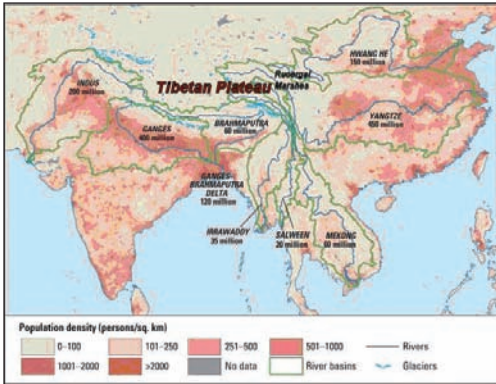 HWANG HE
150 million
Ruoergai
Marshes
INDUS
200 million
Tibetan Plateau
YANGTZE
450 million
BRAHMAPUTRA
60 million
GANGES
400 million
GANGES-
BRAHMAPUTRA
DELTA
120 million
IRRAWADDY
35 million
SALWEEN
20 million
MEKONG
60 million
Population density (persons/sq. km)
0–100 101–250 251–500 501–1000 Rivers
1001–2000 >2000 No data River basins Glaciers